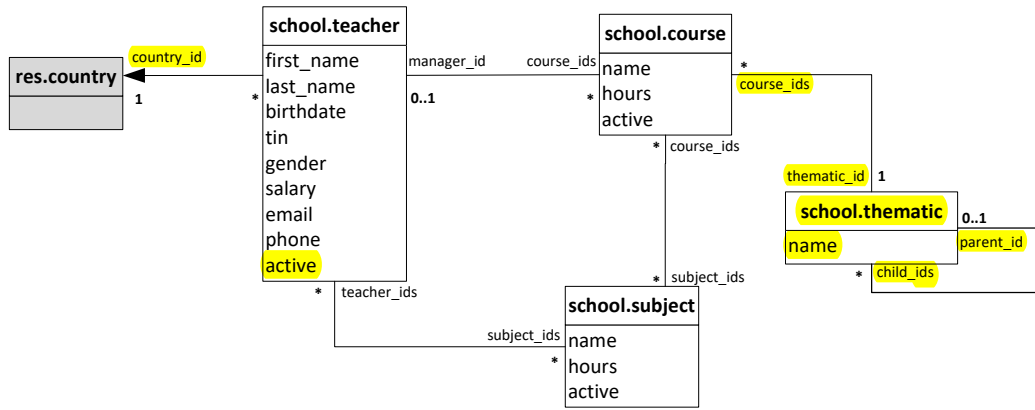 school.teacher
first_name
last_name
birthdate
tin
gender
salary
email
phone
active
res.country
country_id
1
*
manager_id
0..1
course_ids
*
school.course
name
hours
active
*
course_ids
*
course_ids
thematic_id
1
school.thematic
name
0..1
parent_id
*
child_ids
*
subject_ids
school.subject
name
hours
active
*
teacher_ids
subject_ids
*